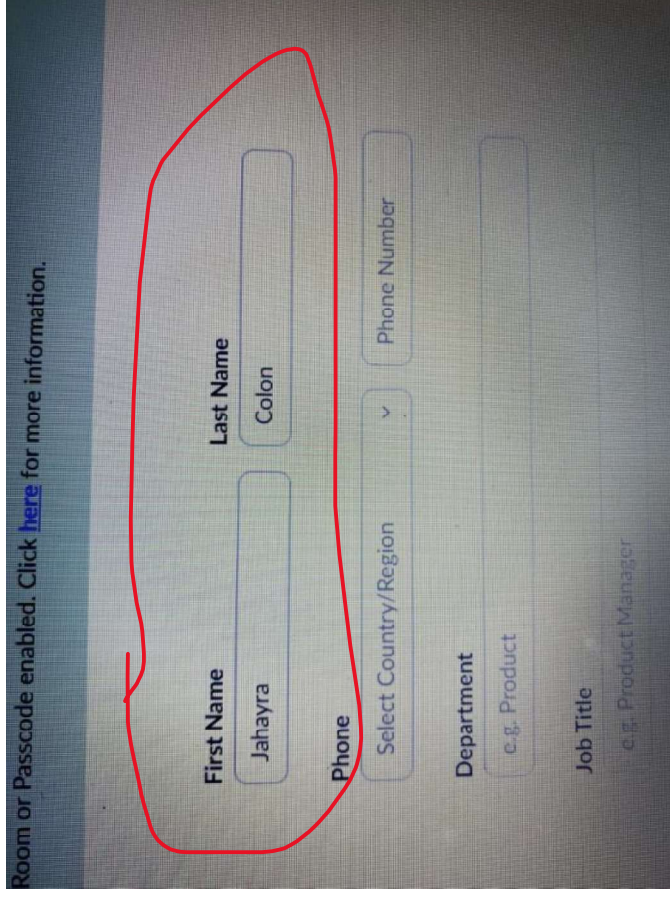 Room or Passcode enabled. Click here for more information.
First Name Last Name
Jahayra Colon
Phone
Select Country/Region Phone Number
Department
e.g. Product
Job Title
e.g. Product Manager